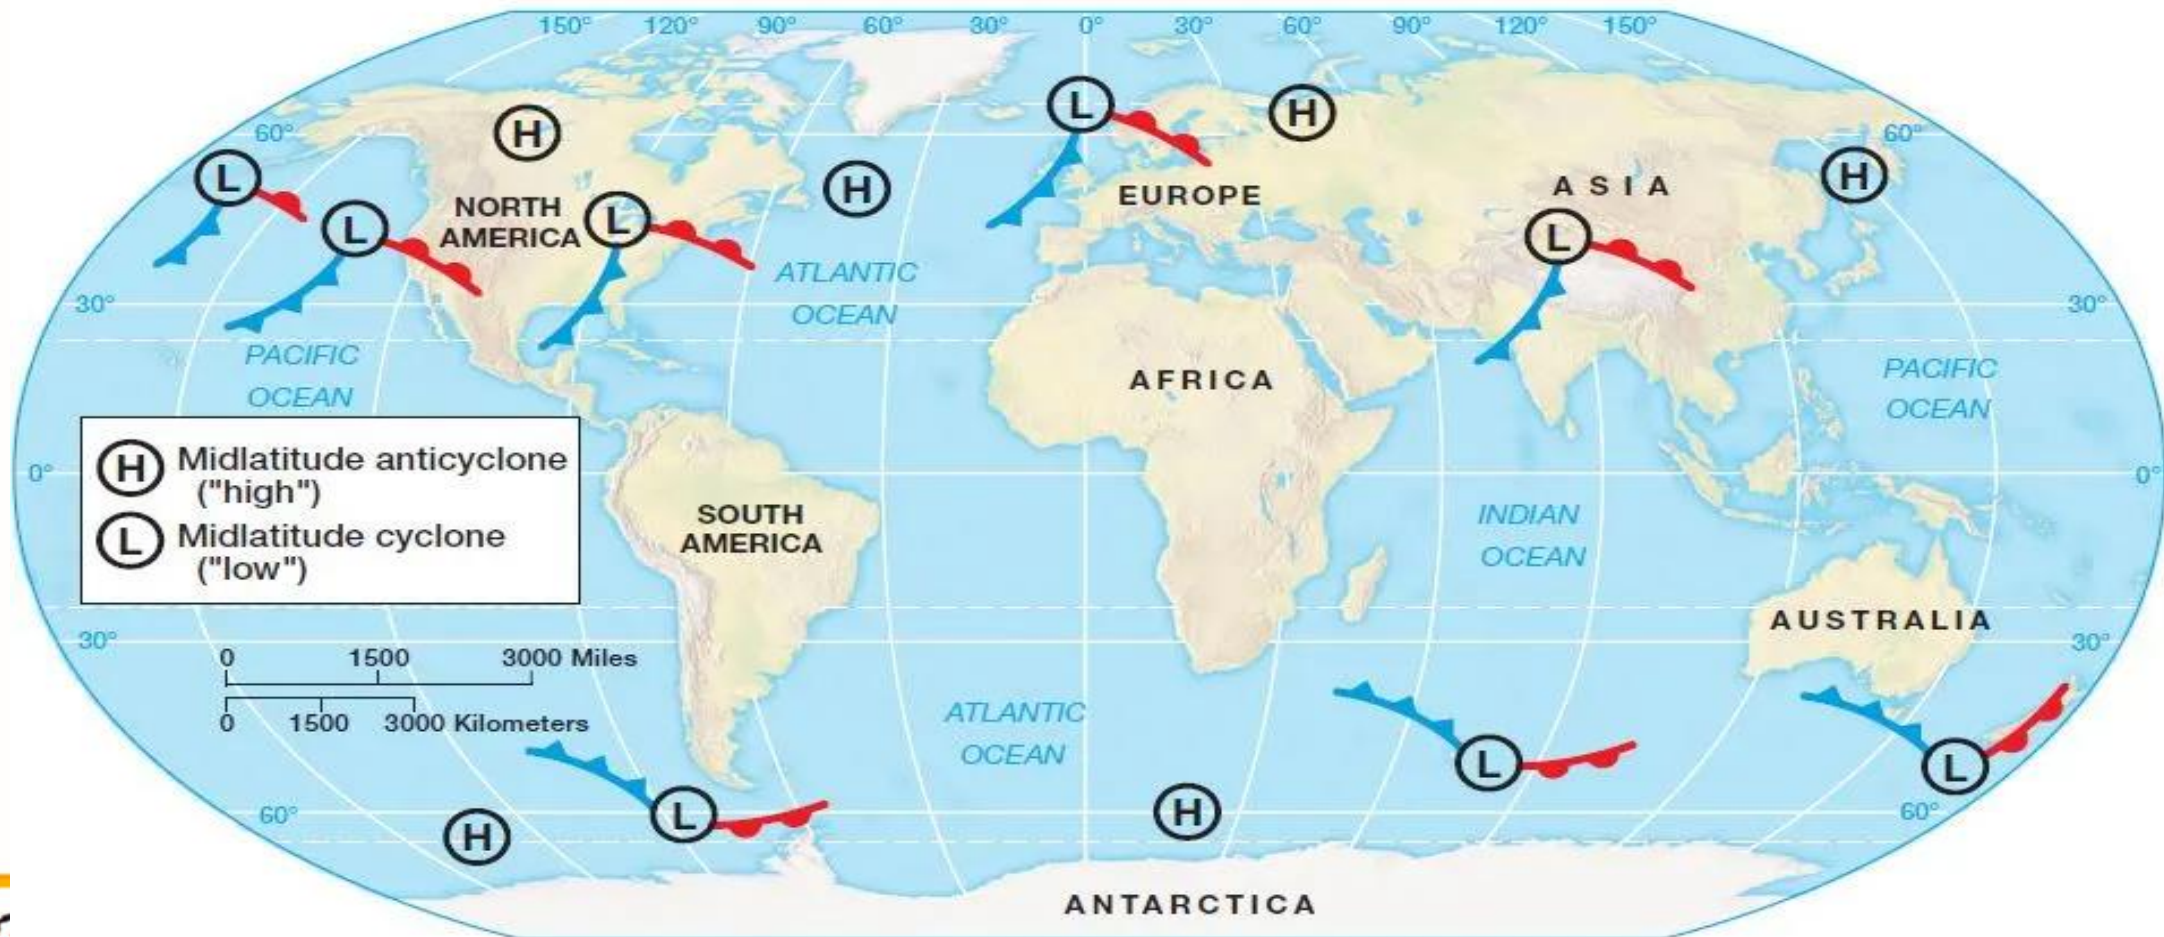 150° 120° 90° 60° 30° 0° 30° 60° 90° 120° 150°
L
H
H
60°
60°
L
H
H
L
L
NORTH
AMERICA
EUROPE
ASIA
L
ATLANTIC
OCEAN
30°
30°
PACIFIC
OCEAN
AFRICA
PACIFIC
OCEAN
H Midlatitude anticyclone
("high")
L Midlatitude cyclone
("low")
0°
0°
SOUTH
AMERICA
INDIAN
OCEAN
AUSTRALIA
30°
30°
0 1500 3000 Miles
0 1500 3000 Kilometers
ATLANTIC
OCEAN
L
L
60°
60°
H
L
H
ANTARCTICA